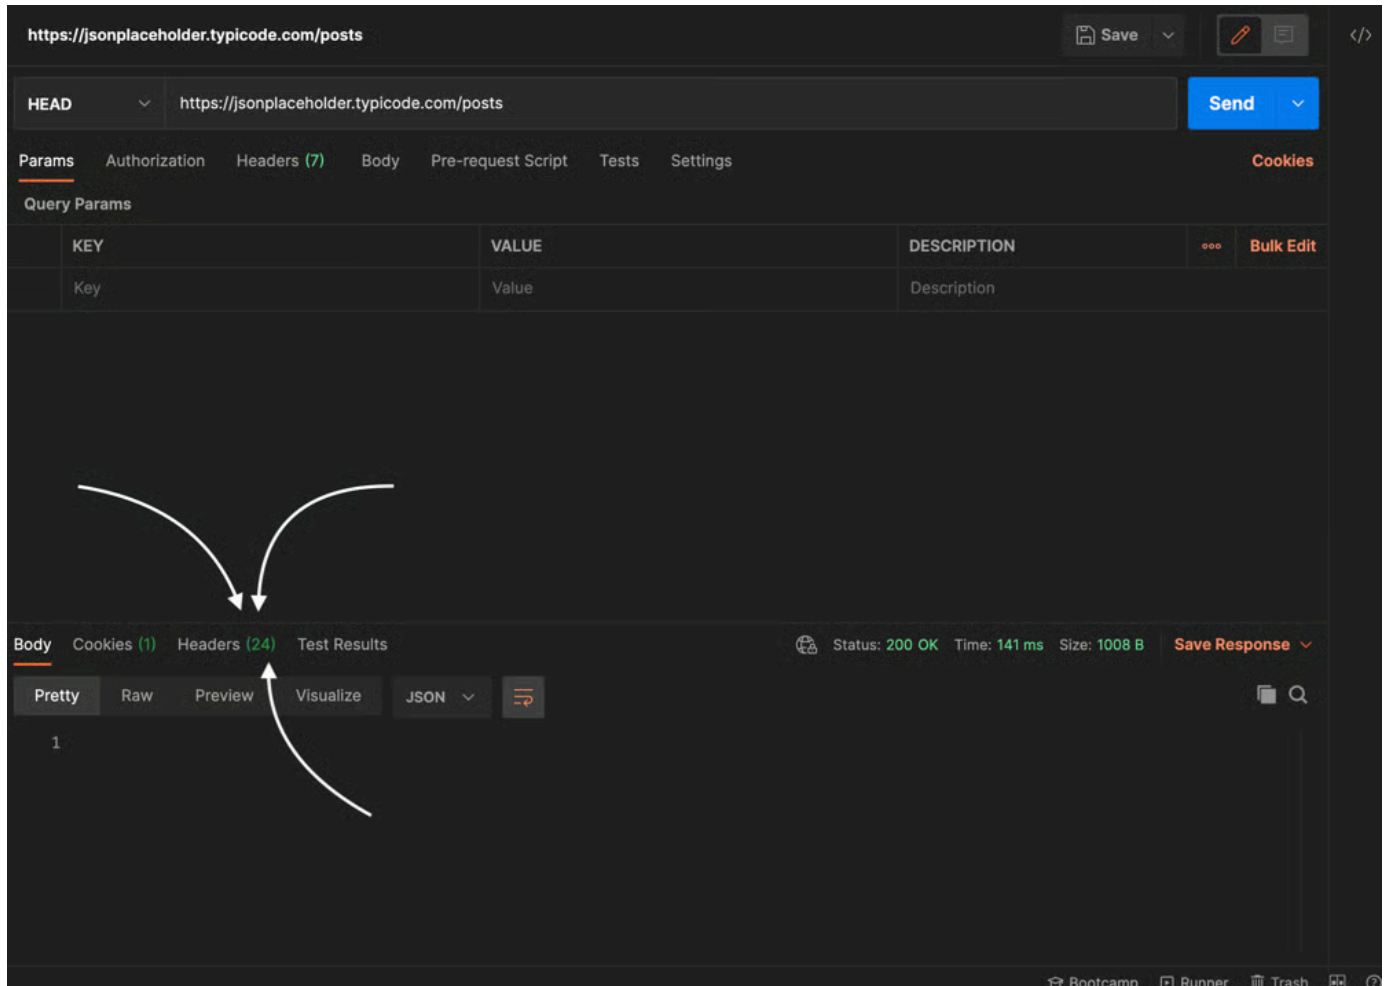 https://jsonplaceholder.typicode.com/posts Save </>
HEAD https://jsonplaceholder.typicode.com/posts Send
Params Authorization Headers (7) Body Pre-request Script Tests Settings Cookies
Query Params
KEY VALUE DESCRIPTION ooo Bulk Edit
Key Value Description
Body Cookies (1) Headers (24) Test Results Status: 200 OK Time: 141 ms Size: 1008 B Save Response
Pretty Raw Preview Visualize JSON
1
Bootcamp Runner Trash